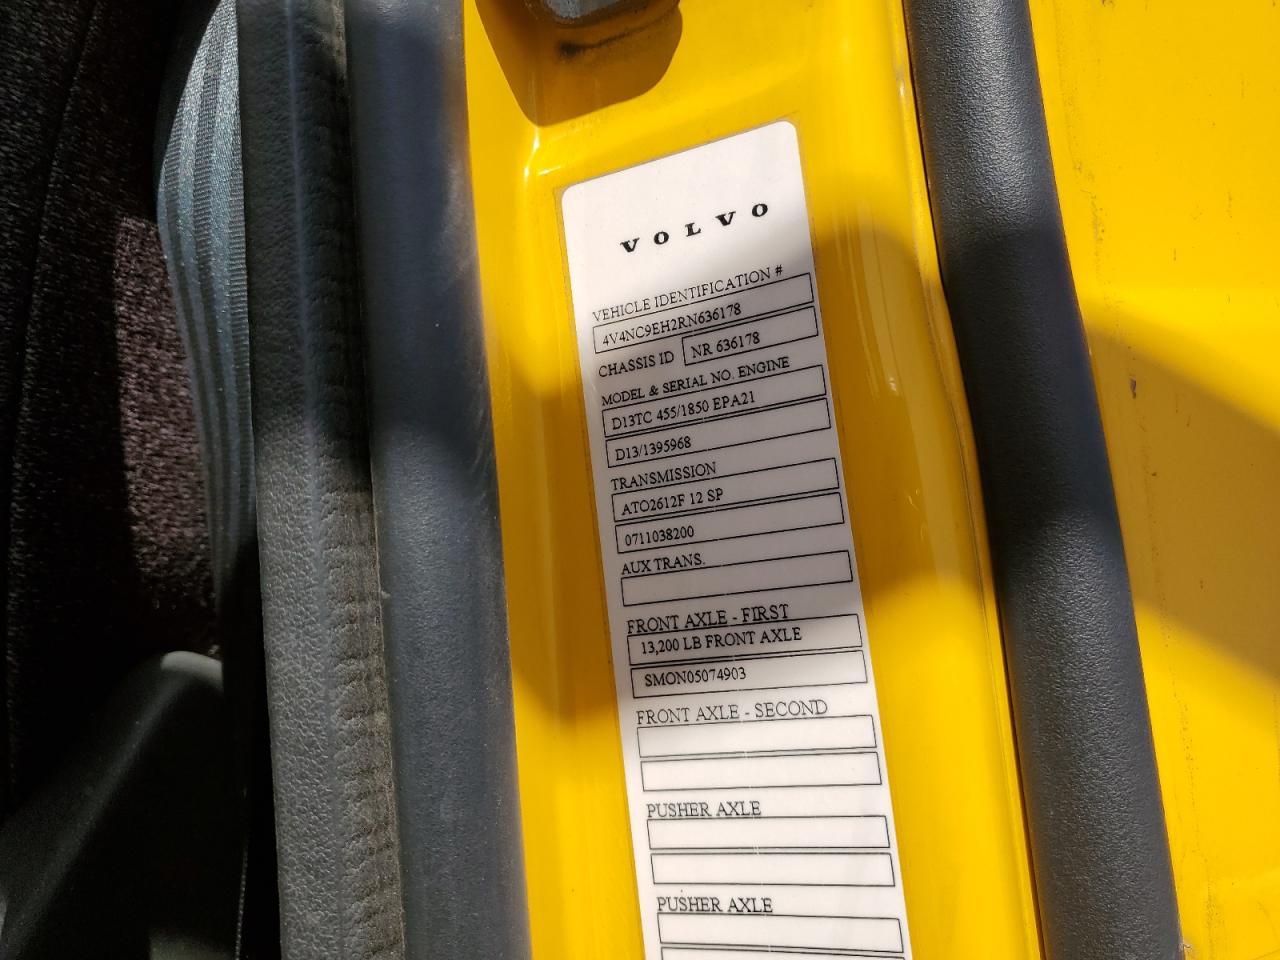 VOLVO
VEHICLE IDENTIFICATION #
4V4NC9EH2RN636178
CHASSIS ID NR 636178
MODEL & SERIAL NO. ENGINE
D13TC 455/1850 EPA21
D13/1395968
TRANSMISSION
ATO2612F 12 SP
0711038200
AUX TRANS.
FRONT AXLE - FIRST
13,200 LB FRONT AXLE
SMON05074903
FRONT AXLE - SECOND
PUSHER AXLE
PUSHER AXLE